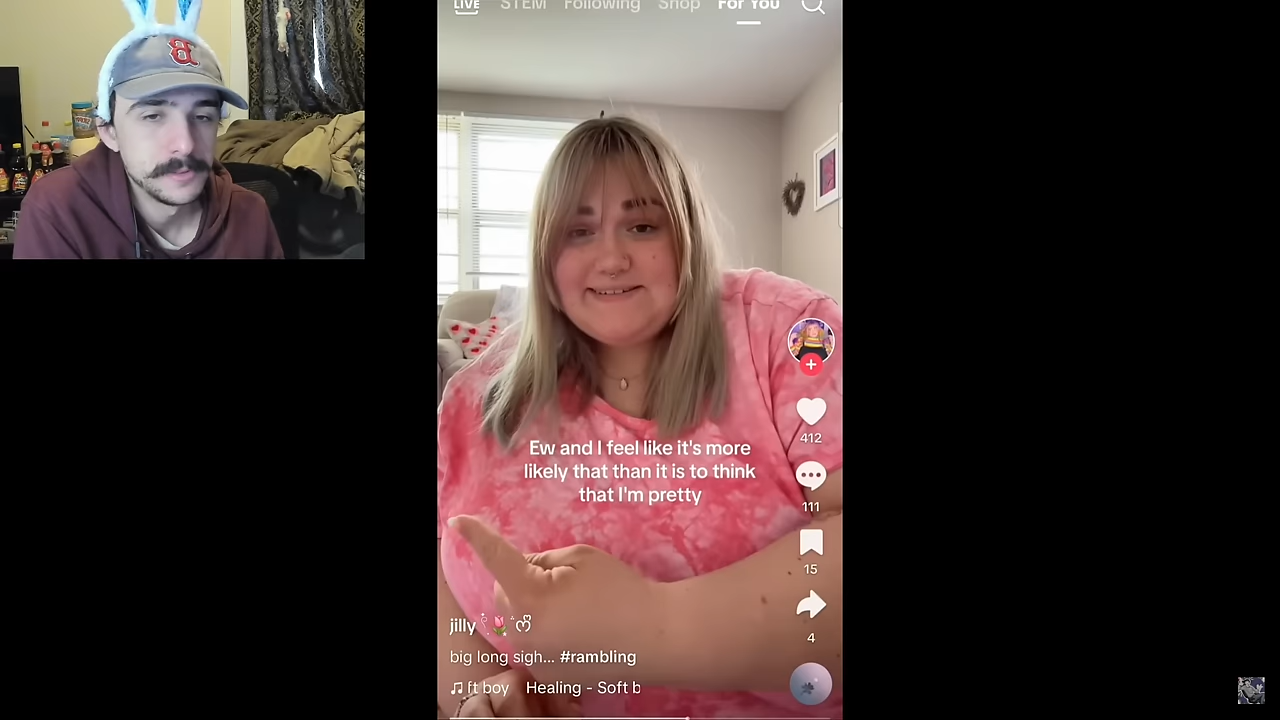 LIVE STEM Following Shop For You
B
Ew and I feel like it's more
likely that than it is to think
that I'm pretty
412
111
15
4
jilly
big long sigh... #rambling
ft boy Healing - Soft b